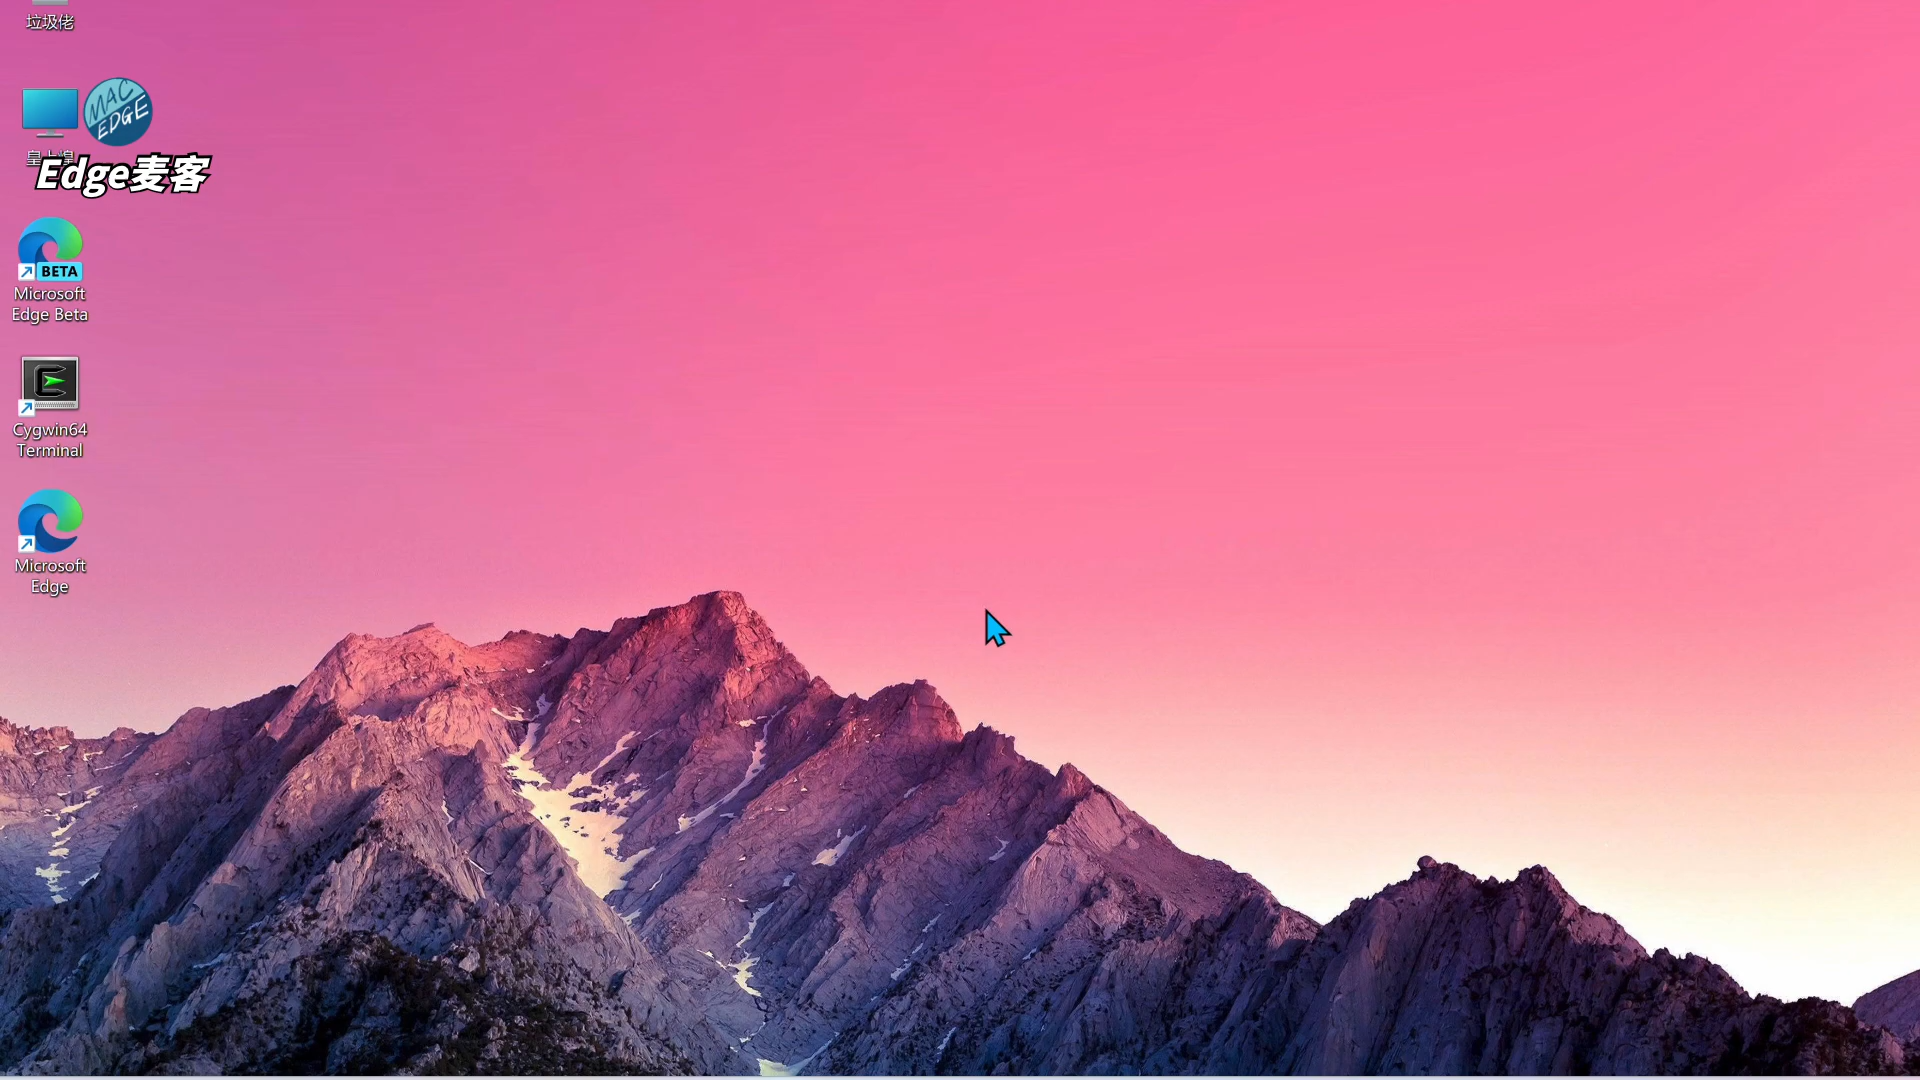 垃圾佬
MAC
EDGE
Edge麦客
BETA
Microsoft
Edge Beta
Cygwin64
Terminal
Microsoft
Edge